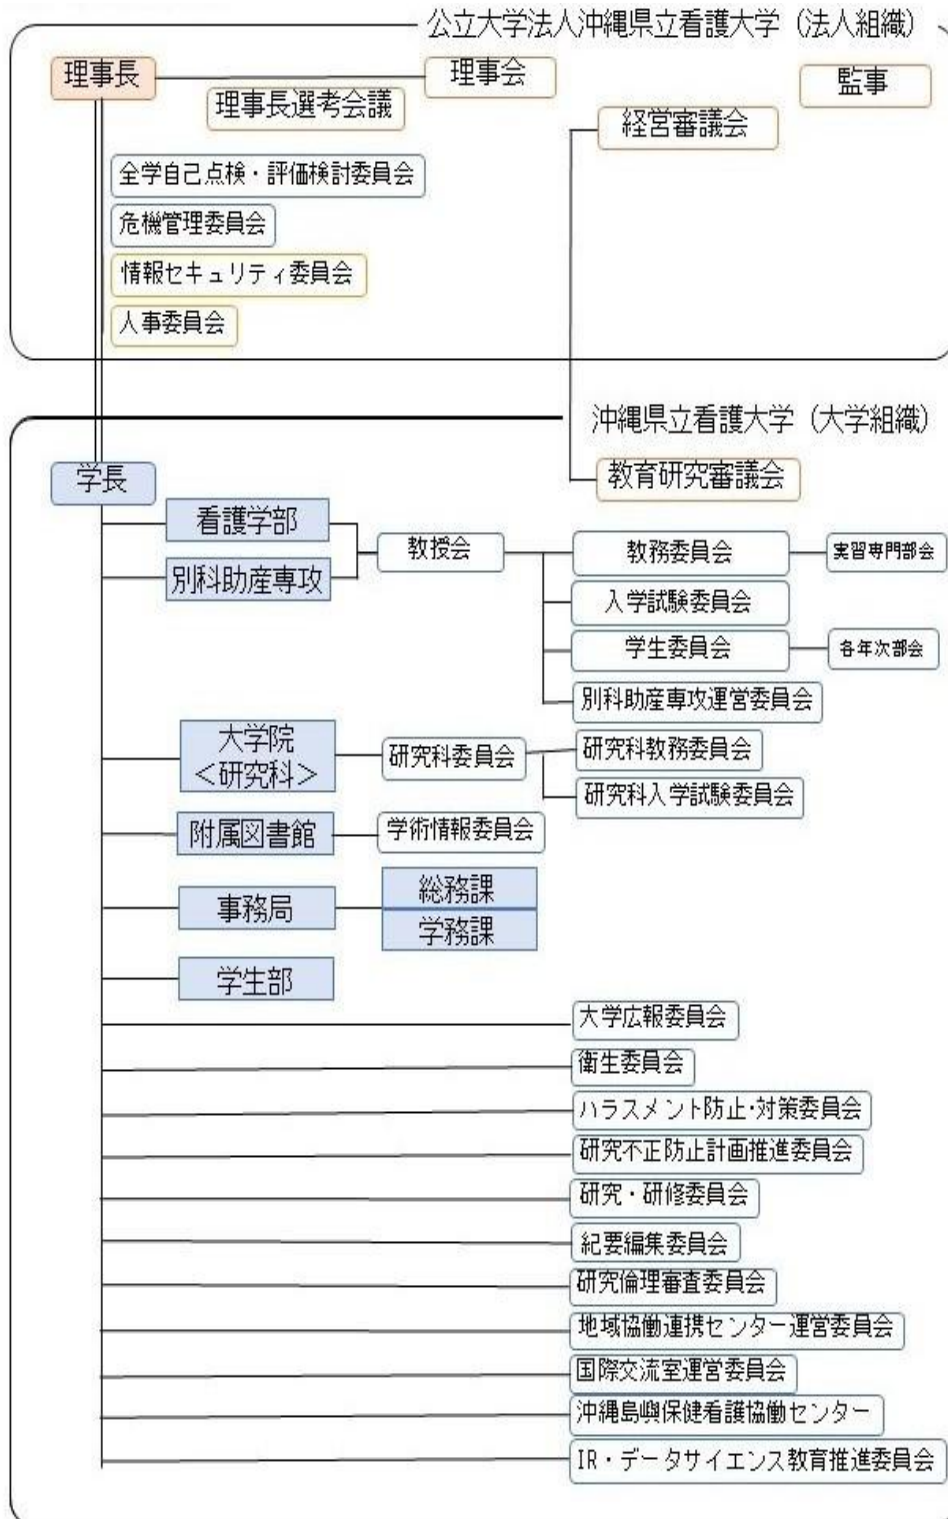 公立大学法人沖縄県立看護大学（法人組織）
理事長
理事会
監事
理事長選考会議
経営審議会
全学自己点検・評価検討委員会
危機管理委員会
情報セキュリティ委員会
人事委員会
沖縄県立看護大学（大学組織）
学長
教育研究審議会
看護学部
別科助産専攻
教授会
教務委員会
実習専門部会
入学試験委員会
学生委員会
各年次部会
別科助産専攻運営委員会
大学院
＜研究科＞
研究科委員会
研究科教務委員会
研究科入学試験委員会
附属図書館
学術情報委員会
事務局
総務課
学務課
学生部
大学広報委員会
衛生委員会
ハラスメント防止・対策委員会
研究不正防止計画推進委員会
研究・研修委員会
紀要編集委員会
研究倫理審査委員会
地域協働連携センター運営委員会
国際交流室運営委員会
沖縄島嶼保健看護協働センター
IR・データサイエンス教育推進委員会